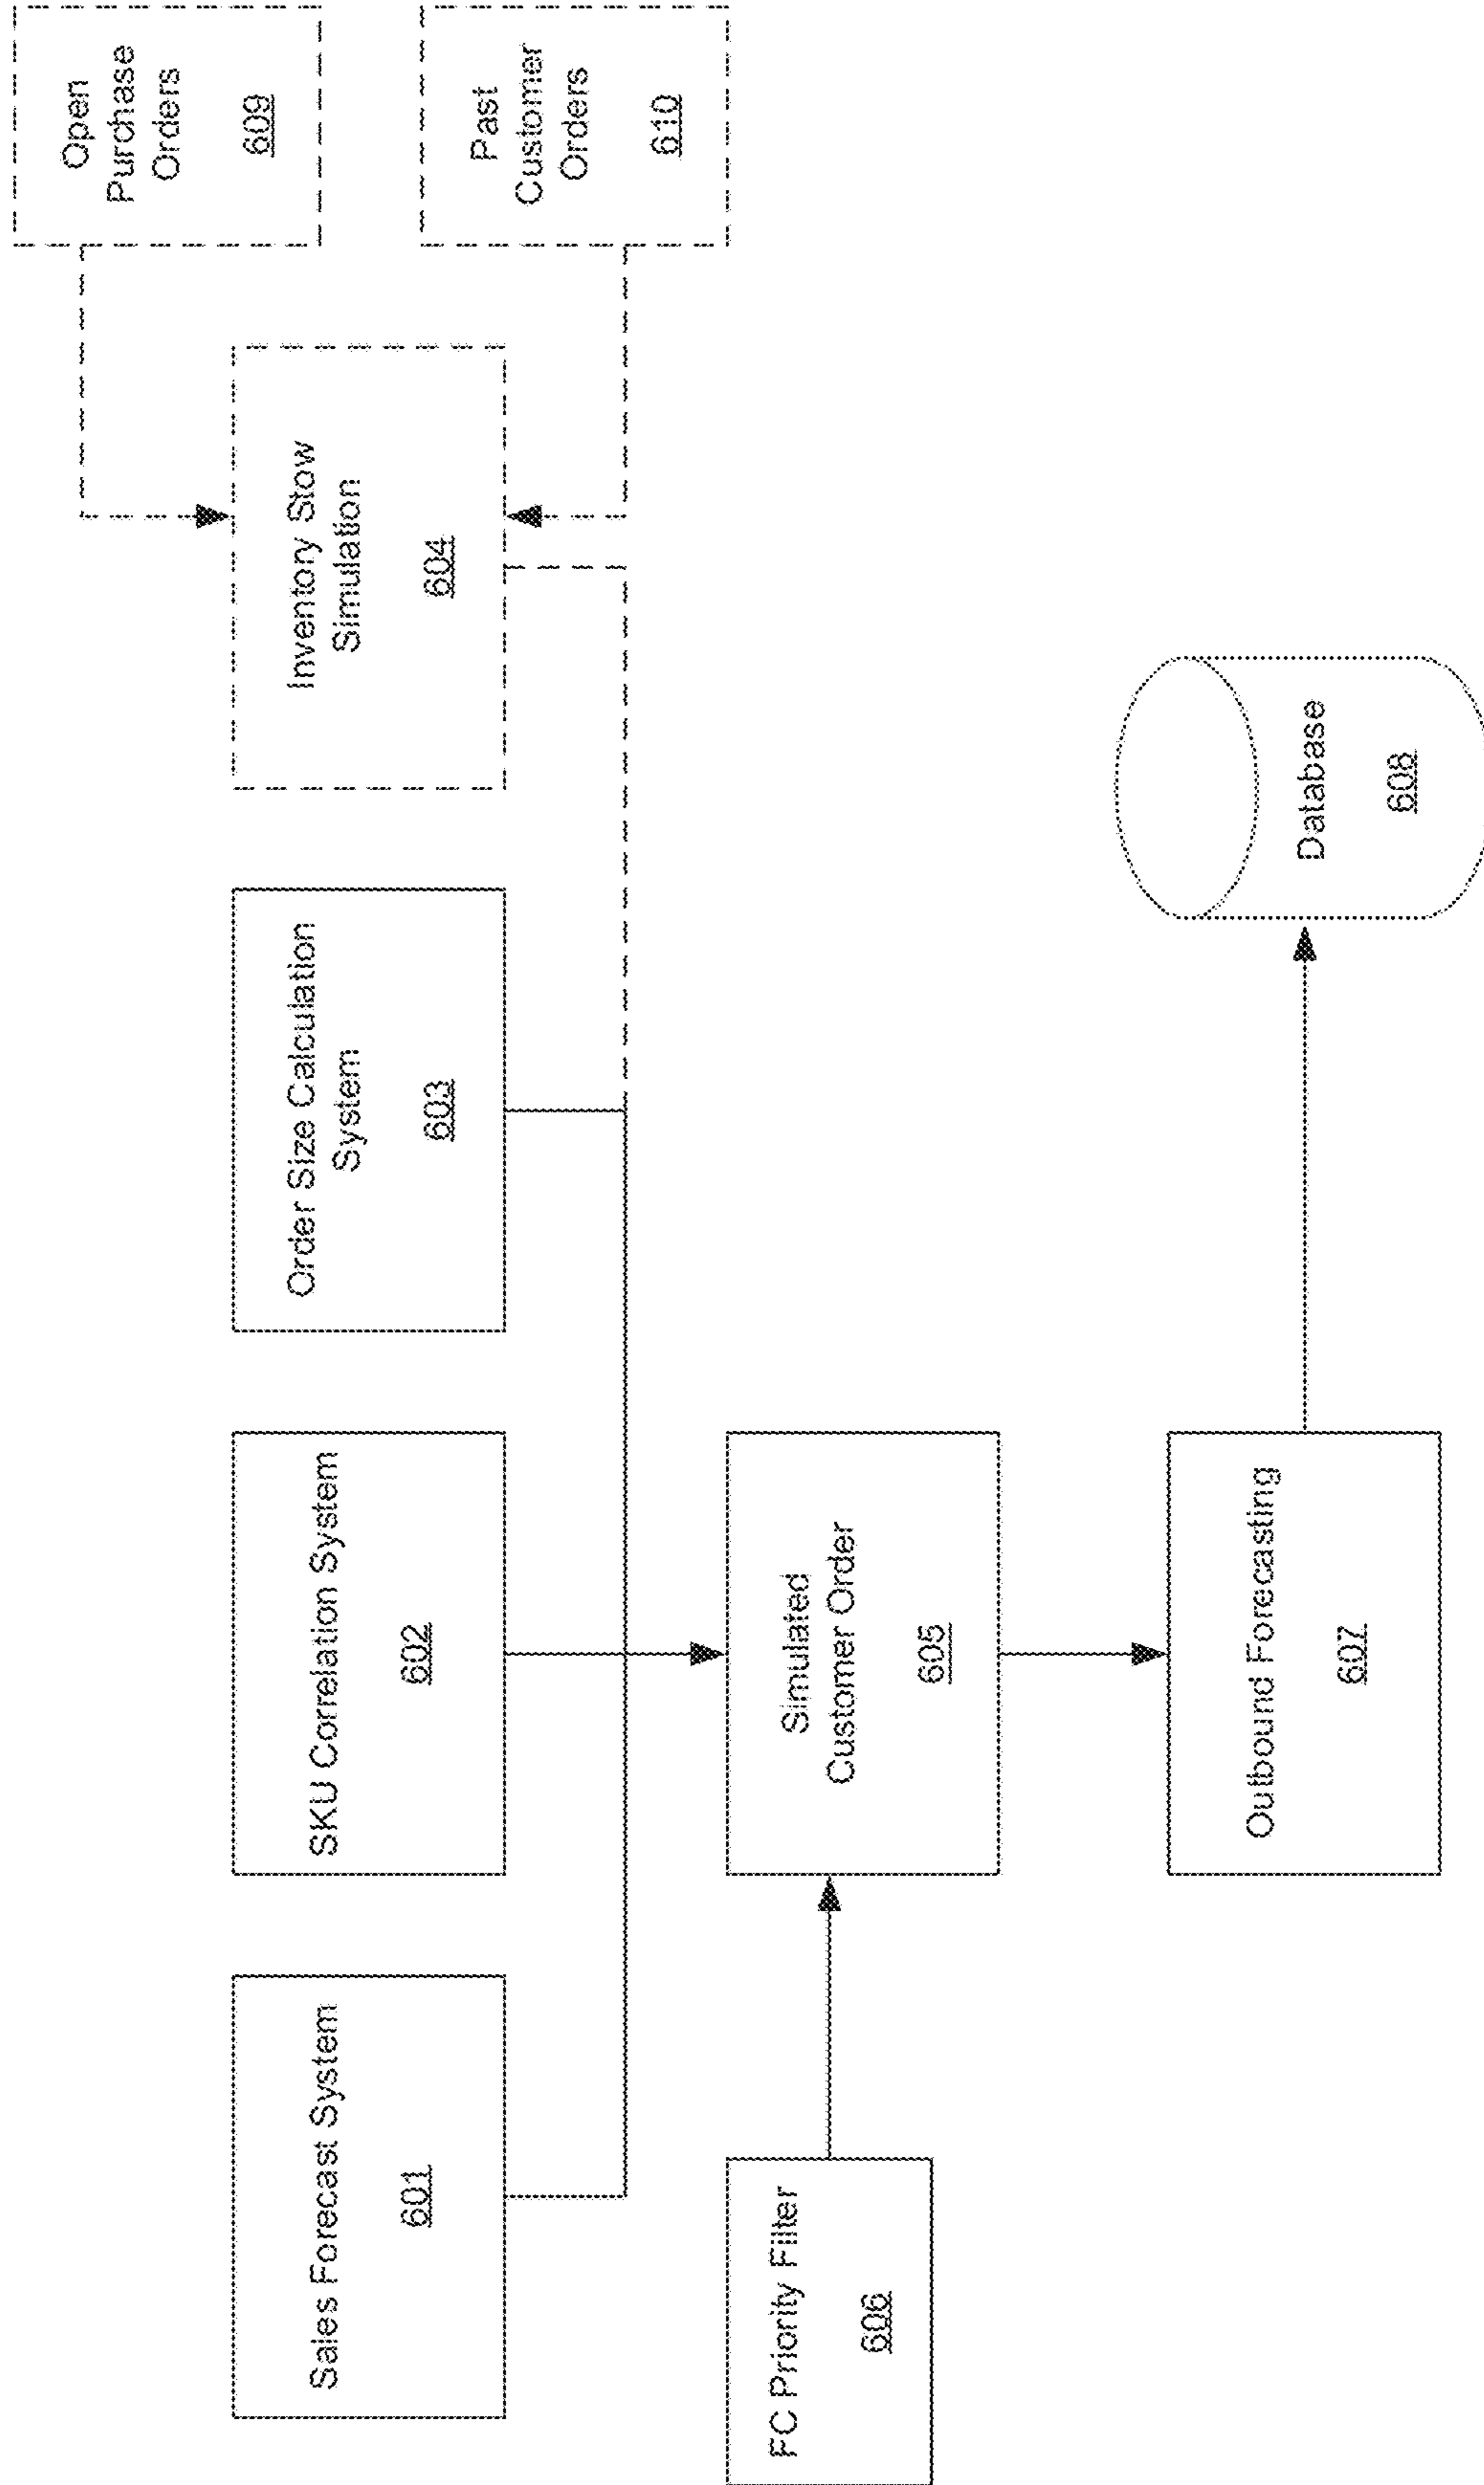 Open
Purchase
Orders
609
Past
Customer
Orders
610
Sales Forecast System
601
SKU Correlation System
602
Order Size Calculation
System
603
Inventory Stow
Simulation
604
FC Priority Filter
606
Simulated
Customer Order
605
Outbound Forecasting
607
Database
608